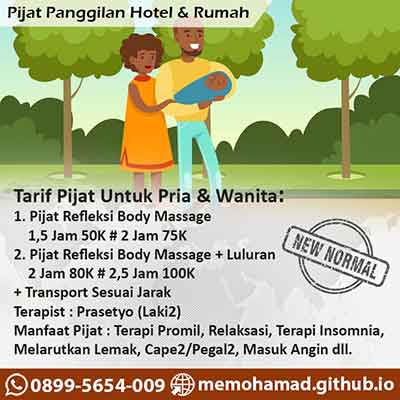 Pijat Panggilan Hotel & Rumah
Tarif Pijat Untuk Pria & Wanita:
1. Pijat Refleksi Body Massage
1,5 Jam 50K # 2 Jam 75K
2. Pijat Refleksi Body Massage + Luluran
2 Jam 80K # 2,5 Jam 100K
+ Transport Sesuai Jarak
Terapist : Prasetyo (Laki2)
Manfaat Pijat : Terapi Promil, Relaksasi, Terapi Insomnia,
Melarutkan Lemak, Cape2/Pegal2, Masuk Angin dll.
NEW NORMAL
0899-5654-009 memohamad.github.io